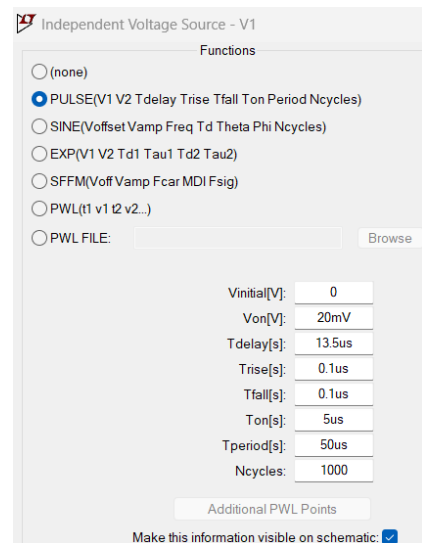 Independent Voltage Source - V1
Functions
(none)
PULSE(V1 V2 Tdelay Trise Tfall Ton Period Ncycles)
SINE(Voffset Vamp Freq Td Theta Phi Ncycles)
EXP(V1 V2 Td1 Tau1 Td2 Tau2)
SFFM(Voff Vamp Fcar MDI Fsig)
PWL(t1 v1 t2 v2...)
PWL FILE: Browse
Vinitial[V]: 0
Von[V]: 20mV
Tdelay[s]: 13.5us
Trise[s]: 0.1us
Tfall[s]: 0.1us
Ton[s]: 5us
Tperiod[s]: 50us
Ncycles: 1000
Additional PWL Points
Make this information visible on schematic: